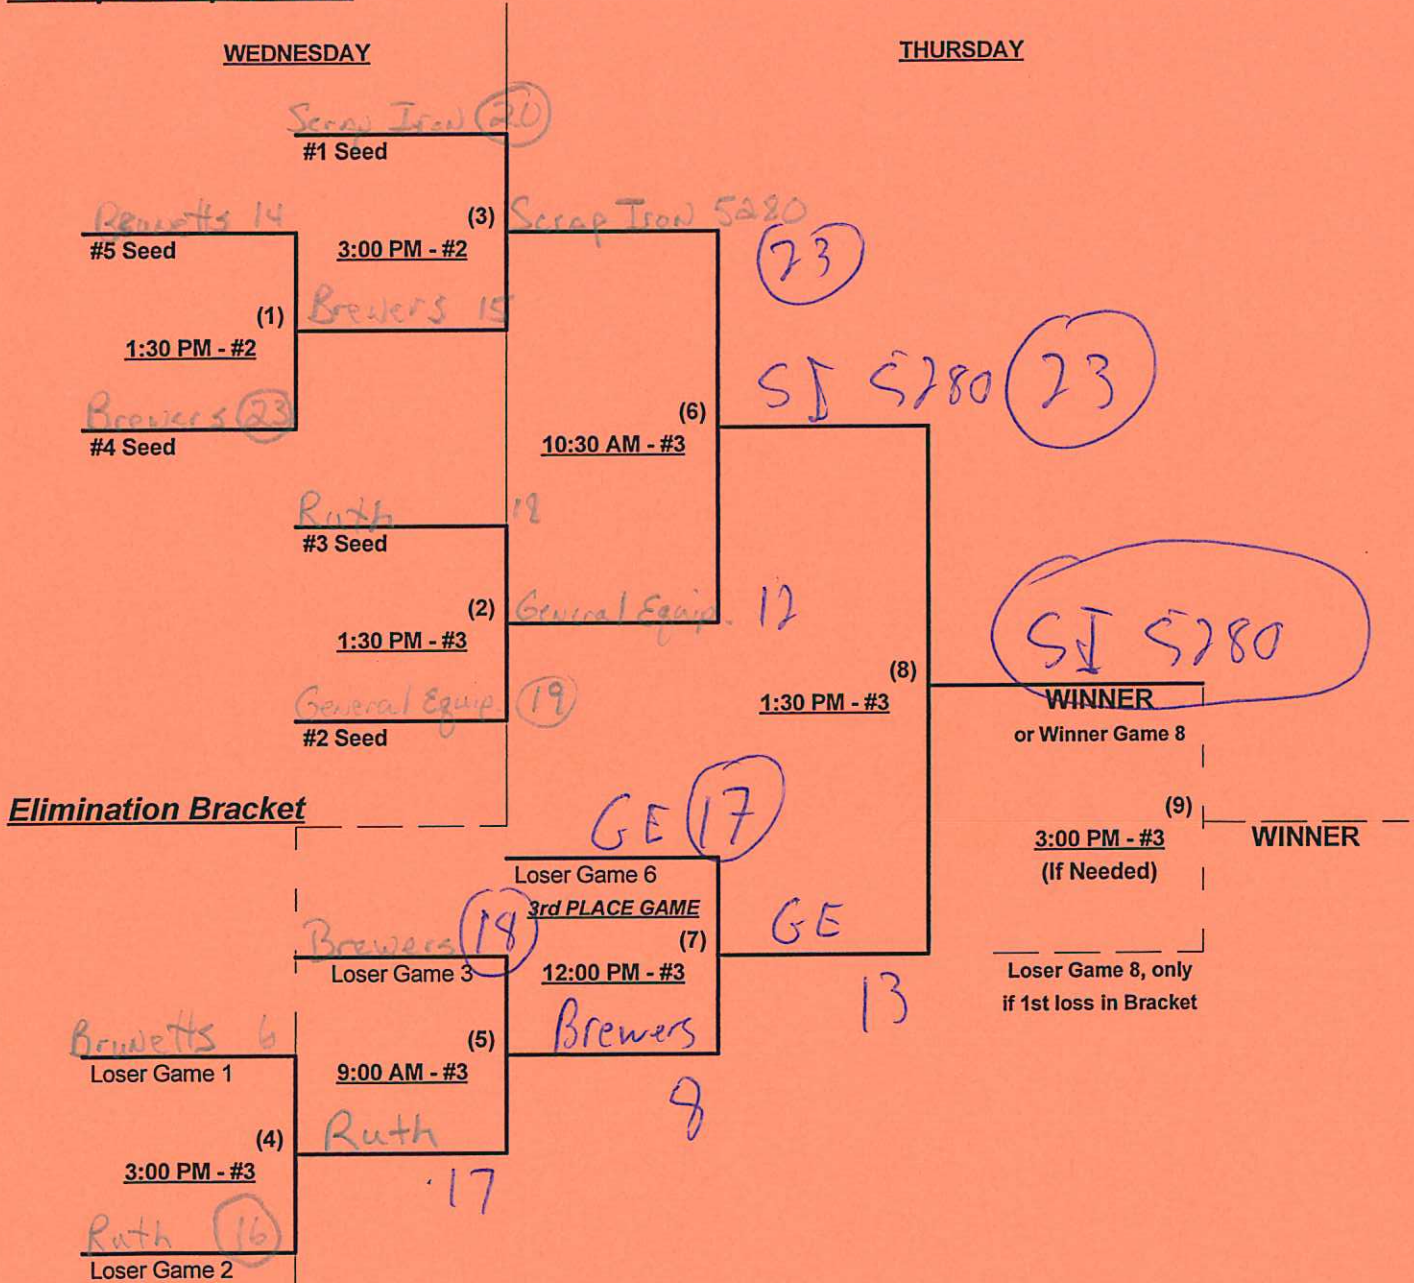 WEDNESDAY
THURSDAY
Scrap Iron 20
#1 Seed
14
(3)
Scrap Iron 5280
#5 Seed
3:00 PM - #2
23
(1)
Brewers 15
1:30 PM - #2
SI 5280 23
Brewers 23
(6)
#4 Seed
10:30 AM - #3
Ruth 18
#3 Seed
(2)
General Equip. 12
1:30 PM - #3
SI 5280
(8)
General Equip. 19
1:30 PM - #3
WINNER
#2 Seed
or Winner Game 8
Elimination Bracket
GE 17
(9)
3:00 PM - #3
WINNER
Loser Game 6
(If Needed)
3rd PLACE GAME
Brewers 18
(7)
GE
Loser Game 3
12:00 PM - #3
Loser Game 8, only
13
if 1st loss in Bracket
Brunetts 6
(5)
Brewers
Loser Game 1
9:00 AM - #3
8
(4)
Ruth
3:00 PM - #3
17
Ruth 16
Loser Game 2